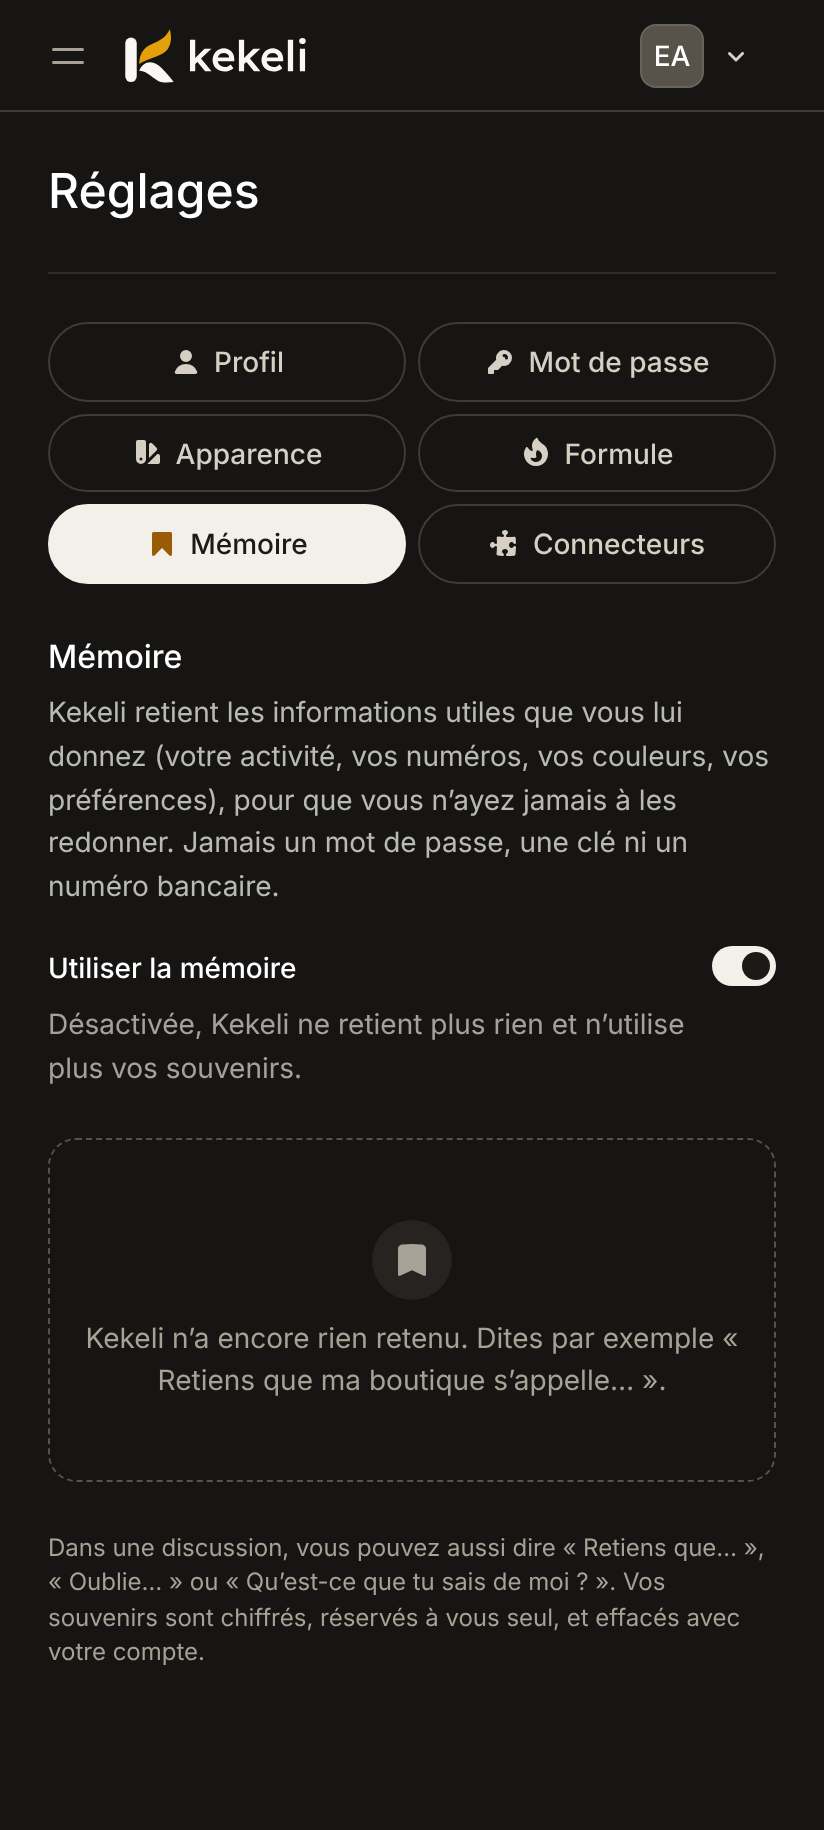 kekeli
EA
Réglages
Profil
Mot de passe
Apparence
Formule
Mémoire
Connecteurs
Mémoire
Kekeli retient les informations utiles que vous lui
donnez (votre activité, vos numéros, vos couleurs, vos
préférences), pour que vous n’ayez jamais à les
redonner. Jamais un mot de passe, une clé ni un
numéro bancaire.
Utiliser la mémoire
Désactivée, Kekeli ne retient plus rien et n’utilise
plus vos souvenirs.
Kekeli n’a encore rien retenu. Dites par exemple «
Retiens que ma boutique s’appelle... ».
Dans une discussion, vous pouvez aussi dire « Retiens que... »,
« Oublie... » ou « Qu’est-ce que tu sais de moi ? ». Vos
souvenirs sont chiffrés, réservés à vous seul, et effacés avec
votre compte.